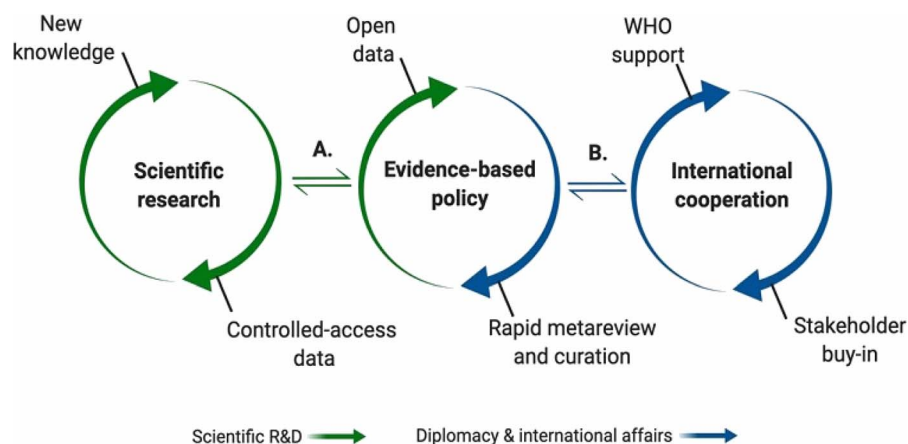 New
knowledge
Open
data
WHO
support
A.
B.
Scientific
research
Evidence-based
policy
International
cooperation
Controlled-access
data
Rapid metareview
and curation
Stakeholder
buy-in
Scientific R&D
Diplomacy & international affairs